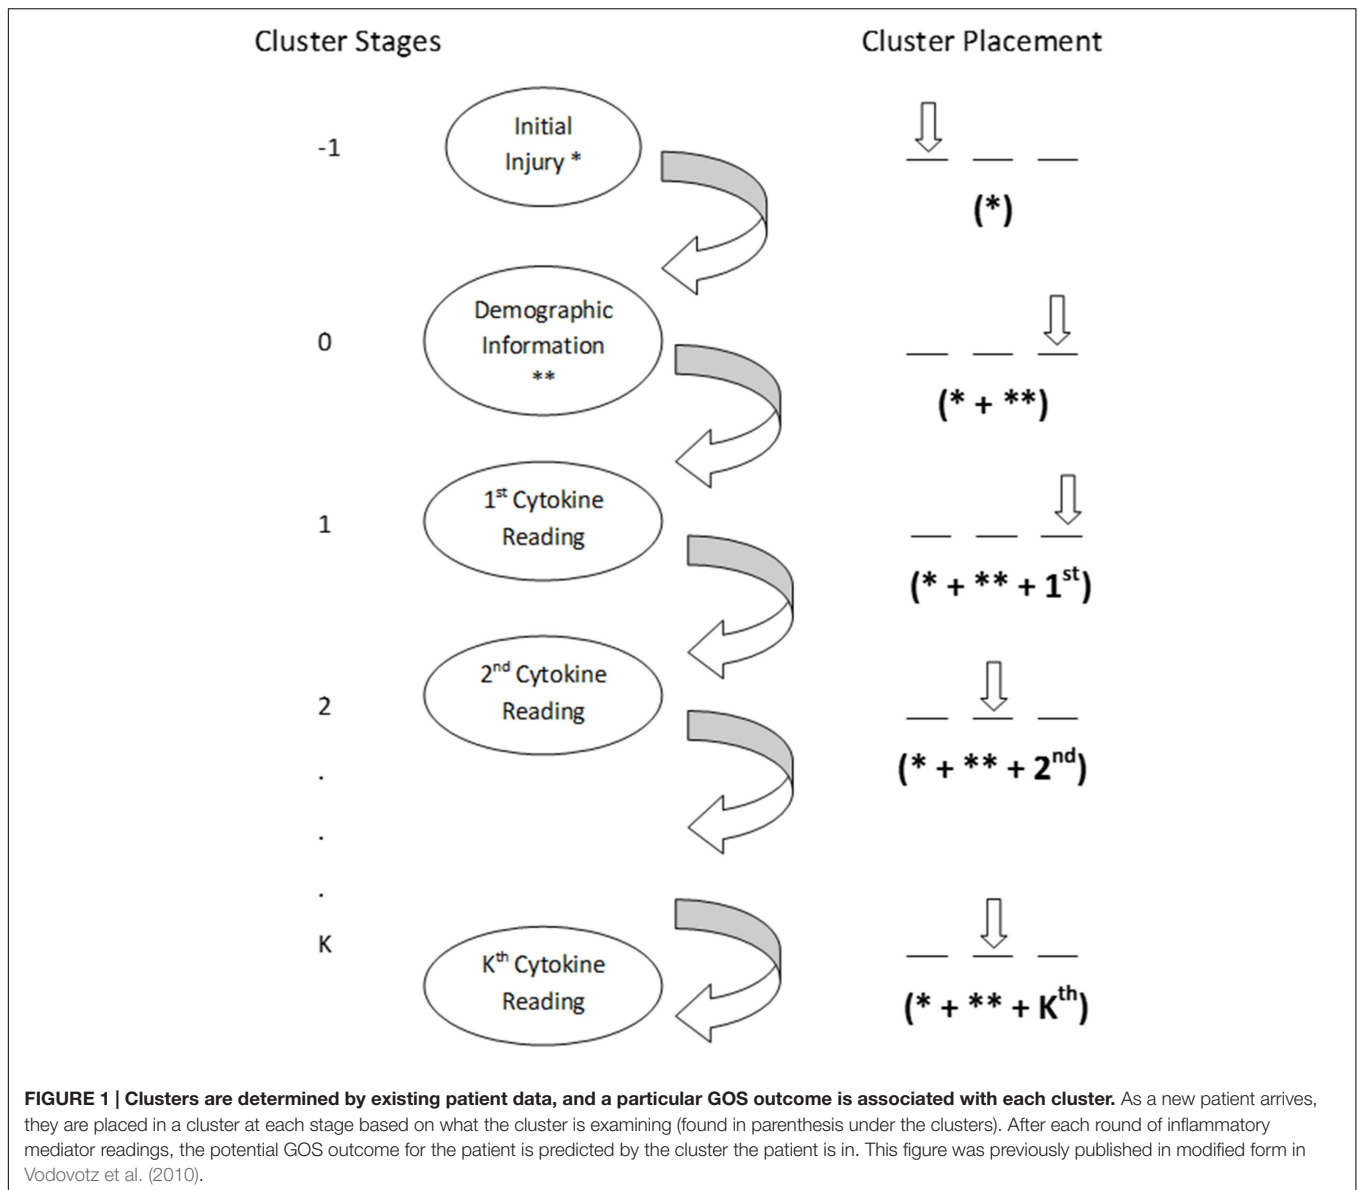 Cluster Stages
Cluster Placement
-1
Initial
Injury *
(*)
0
Demographic
Information
**
(* + **)
1
1st Cytokine
Reading
(* + ** + 1st)
2
2nd Cytokine
Reading
(* + ** + 2nd)
.
.
.
K
Kth Cytokine
Reading
(* + ** + Kth)
FIGURE 1 | Clusters are determined by existing patient data, and a particular GOS outcome is associated with each cluster. As a new patient arrives,
they are placed in a cluster at each stage based on what the cluster is examining (found in parenthesis under the clusters). After each round of inflammatory
mediator readings, the potential GOS outcome for the patient is predicted by the cluster the patient is in. This figure was previously published in modified form in
Vodovotz et al. (2010).